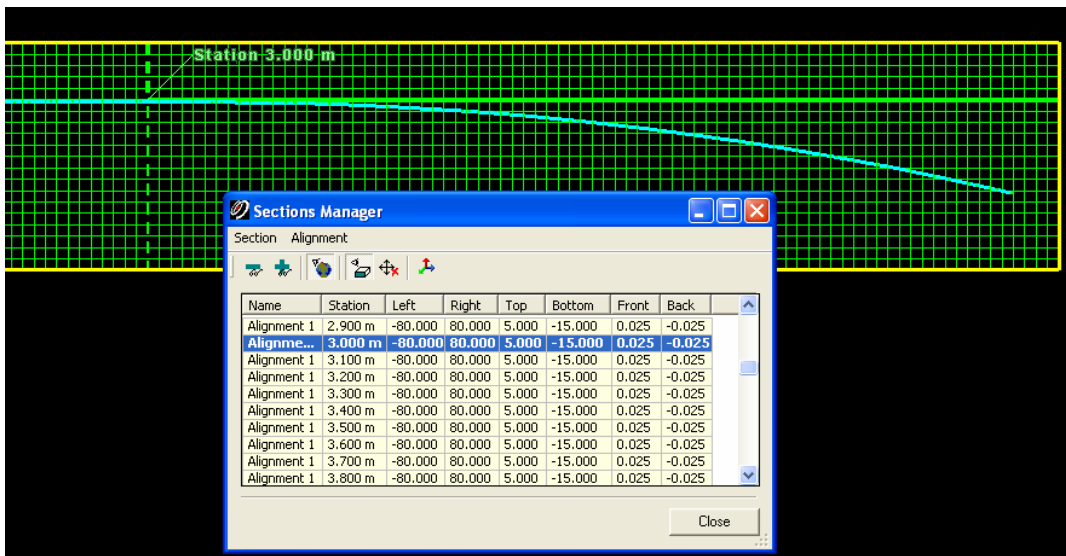 Station 3.000 m
Sections Manager
Section Alignment
Name Station Left Right Top Bottom Front Back
Alignment 1 2.900 m -80.000 80.000 5.000 -15.000 0.025 -0.025
Alignme... 3.000 m -80.000 80.000 5.000 -15.000 0.025 -0.025
Alignment 1 3.100 m -80.000 80.000 5.000 -15.000 0.025 -0.025
Alignment 1 3.200 m -80.000 80.000 5.000 -15.000 0.025 -0.025
Alignment 1 3.300 m -80.000 80.000 5.000 -15.000 0.025 -0.025
Alignment 1 3.400 m -80.000 80.000 5.000 -15.000 0.025 -0.025
Alignment 1 3.500 m -80.000 80.000 5.000 -15.000 0.025 -0.025
Alignment 1 3.600 m -80.000 80.000 5.000 -15.000 0.025 -0.025
Alignment 1 3.700 m -80.000 80.000 5.000 -15.000 0.025 -0.025
Alignment 1 3.800 m -80.000 80.000 5.000 -15.000 0.025 -0.025
Close